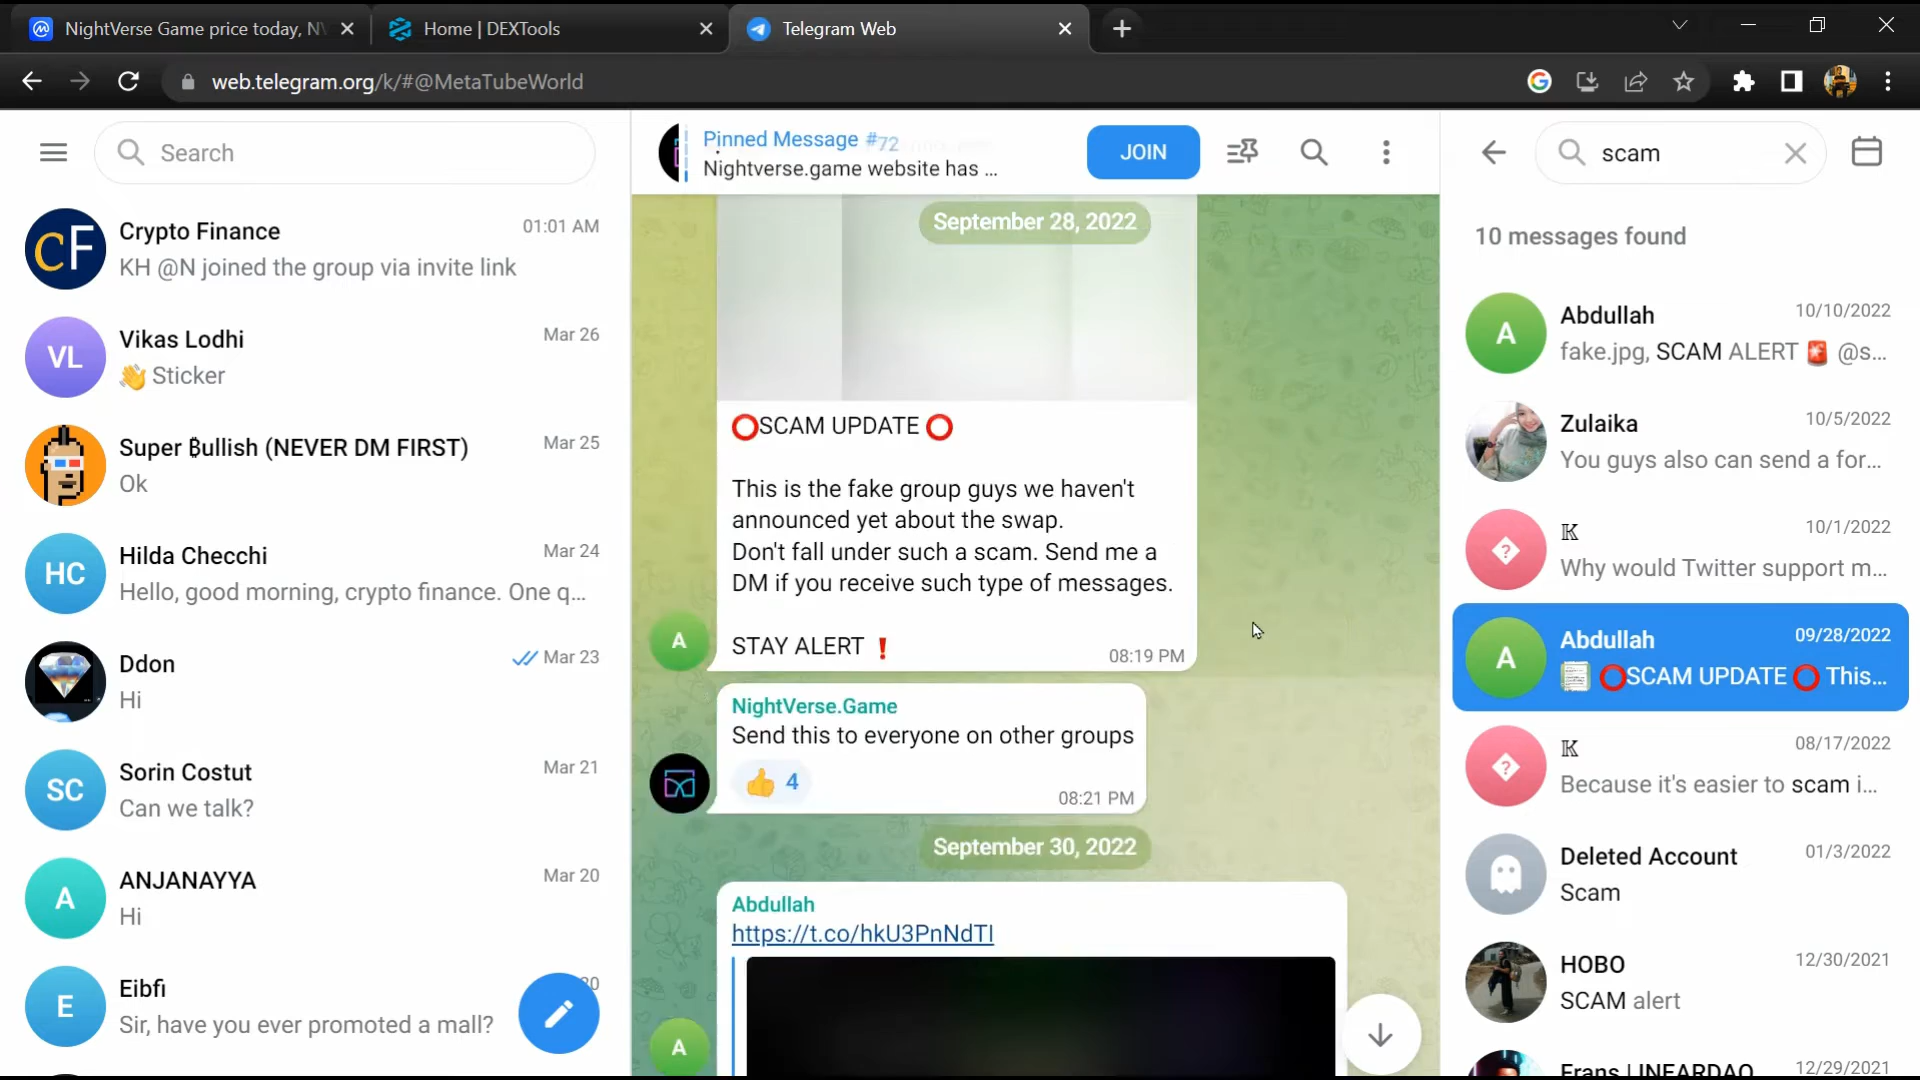 NightVerse Game price today, NV
Home | DEXTools
Telegram Web
web.telegram.org/k/#@MetaTubeWorld
Search
Crypto Finance
01:01 AM
KH @N joined the group via invite link
VL
Vikas Lodhi
Mar 26
👋 Sticker
Super ₿ullish (NEVER DM FIRST)
Mar 25
Ok
HC
Hilda Checchi
Mar 24
Hello, good morning, crypto finance. One q...
Ddon
Mar 23
Hi
SC
Sorin Costut
Mar 21
Can we talk?
A
ANJANAYYA
Mar 20
Hi
E
Eibfi
20
Sir, have you ever promoted a mall?
Pinned Message #72
Nightverse.game website has ...
JOIN
September 28, 2022
⭕SCAM UPDATE ⭕
This is the fake group guys we haven't
announced yet about the swap.
Don't fall under such a scam. Send me a
DM if you receive such type of messages.
STAY ALERT ❗
08:19 PM
A
NightVerse.Game
Send this to everyone on other groups
👍 4
08:21 PM
September 30, 2022
Abdullah
https://t.co/hkU3PnNdTI
A
scam
10 messages found
A
Abdullah
10/10/2022
fake.jpg, SCAM ALERT 🚨 @s...
Zulaika
10/5/2022
You guys also can send a for...
𝕂
10/1/2022
Why would Twitter support m...
A
Abdullah
09/28/2022
⭕SCAM UPDATE ⭕ This...
𝕂
08/17/2022
Because it's easier to scam i...
Deleted Account
01/3/2022
Scam
HOBO
12/30/2021
SCAM alert
Frans | LINEARDAO
12/29/2021